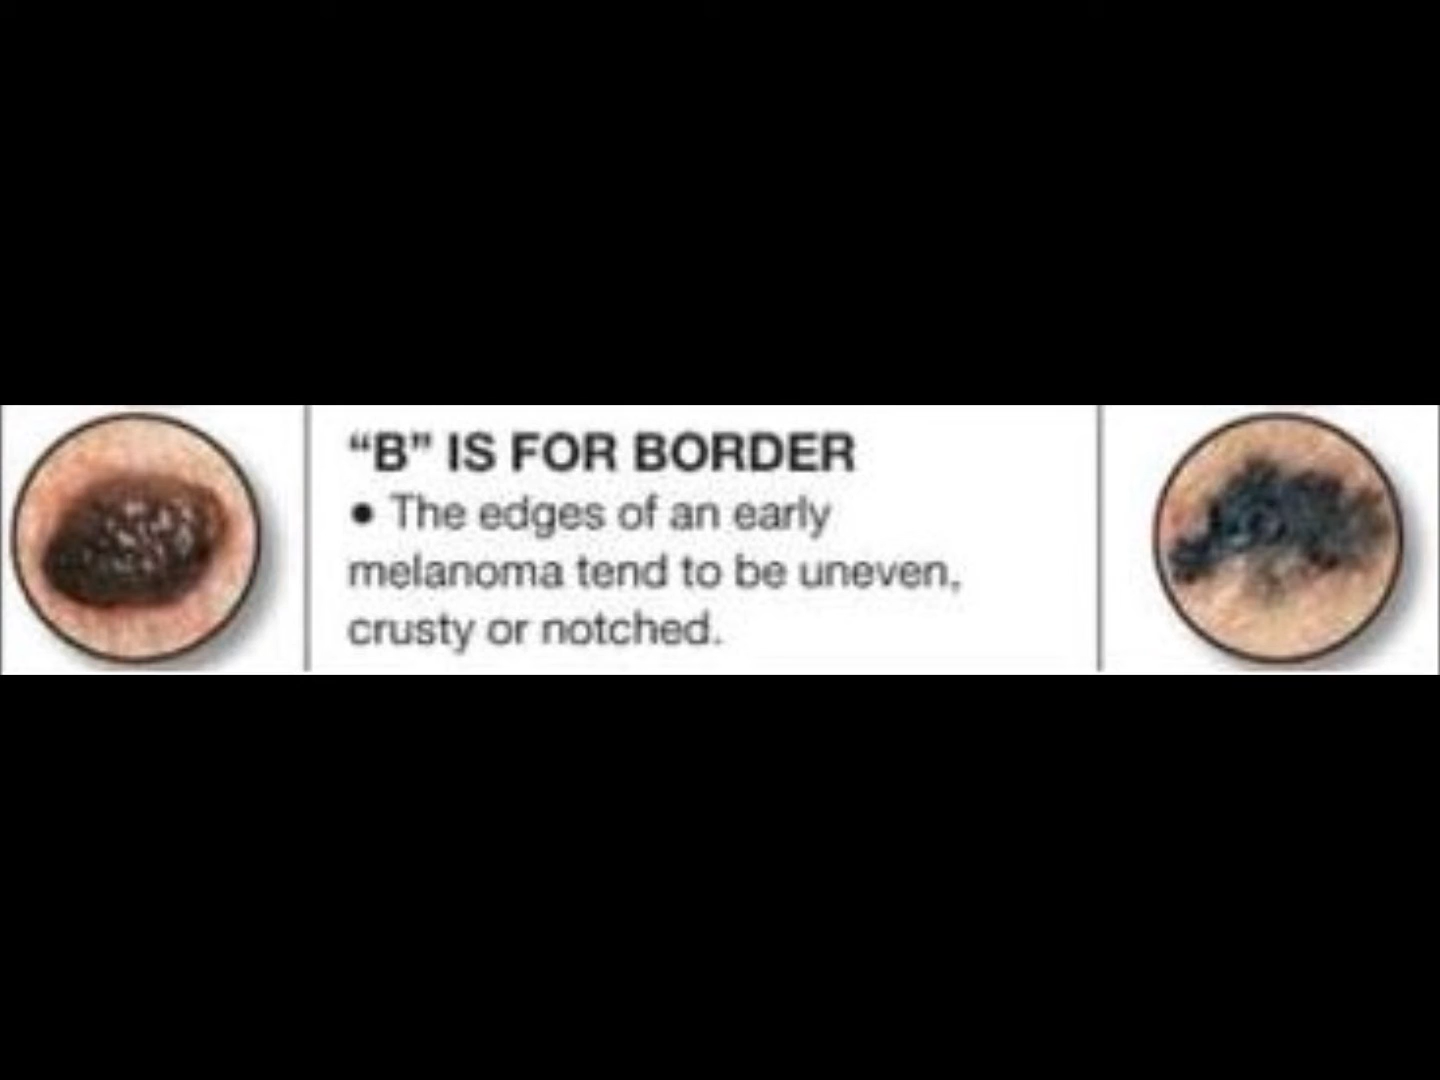 “B” IS FOR BORDER
● The edges of an early
melanoma tend to be uneven,
crusty or notched.